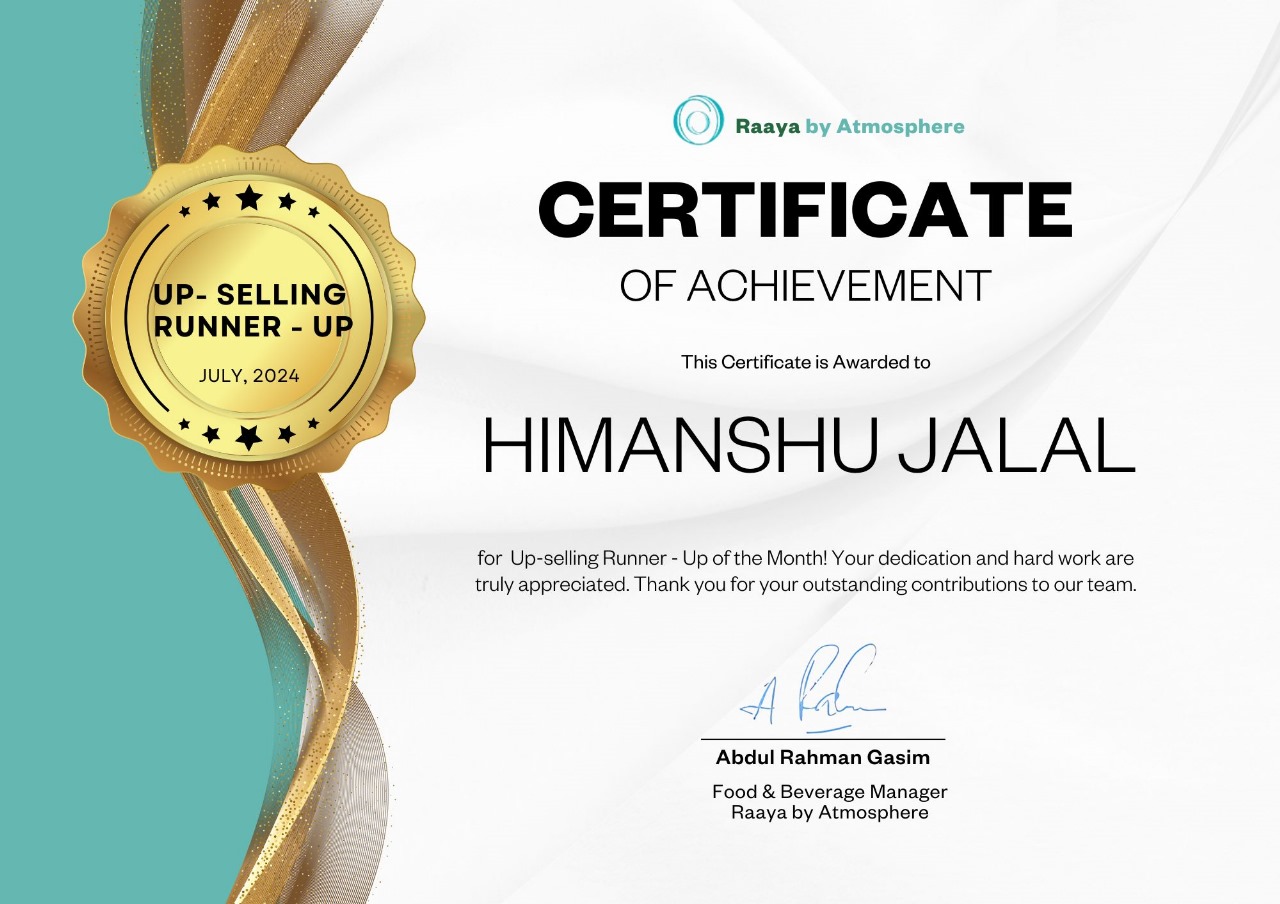 Raaya by Atmosphere
CERTIFICATE
OF ACHIEVEMENT
This Certificate is Awarded to
HIMANSHU JALAL
for Up-selling Runner - Up of the Month! Your dedication and hard work are
truly appreciated. Thank you for your outstanding contributions to our team.
Abdul Rahman Gasim
Food & Beverage Manager
Raaya by Atmosphere
UP- SELLING
RUNNER - UP
JULY, 2024